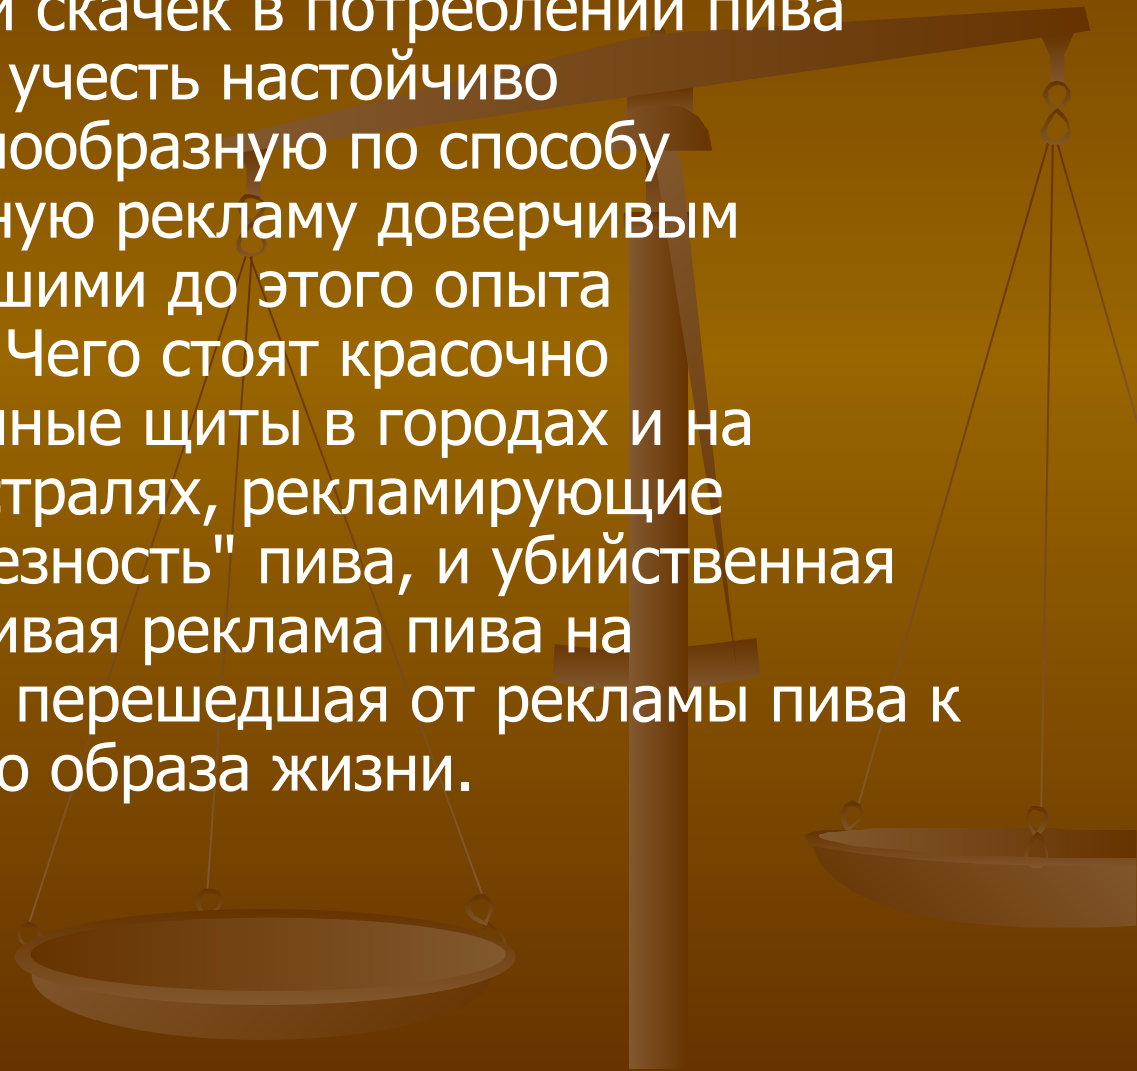 й скачек в потреблении пива
учесть настойчиво
нообразную по способу
ную рекламу доверчивым
шими до этого опыта
Чего стоят красочно
нные щиты в городах и на
стралях, рекламирующие
езность" пива, и убийственная
ивая реклама пива на
перешедшая от рекламы пива к
о образа жизни.